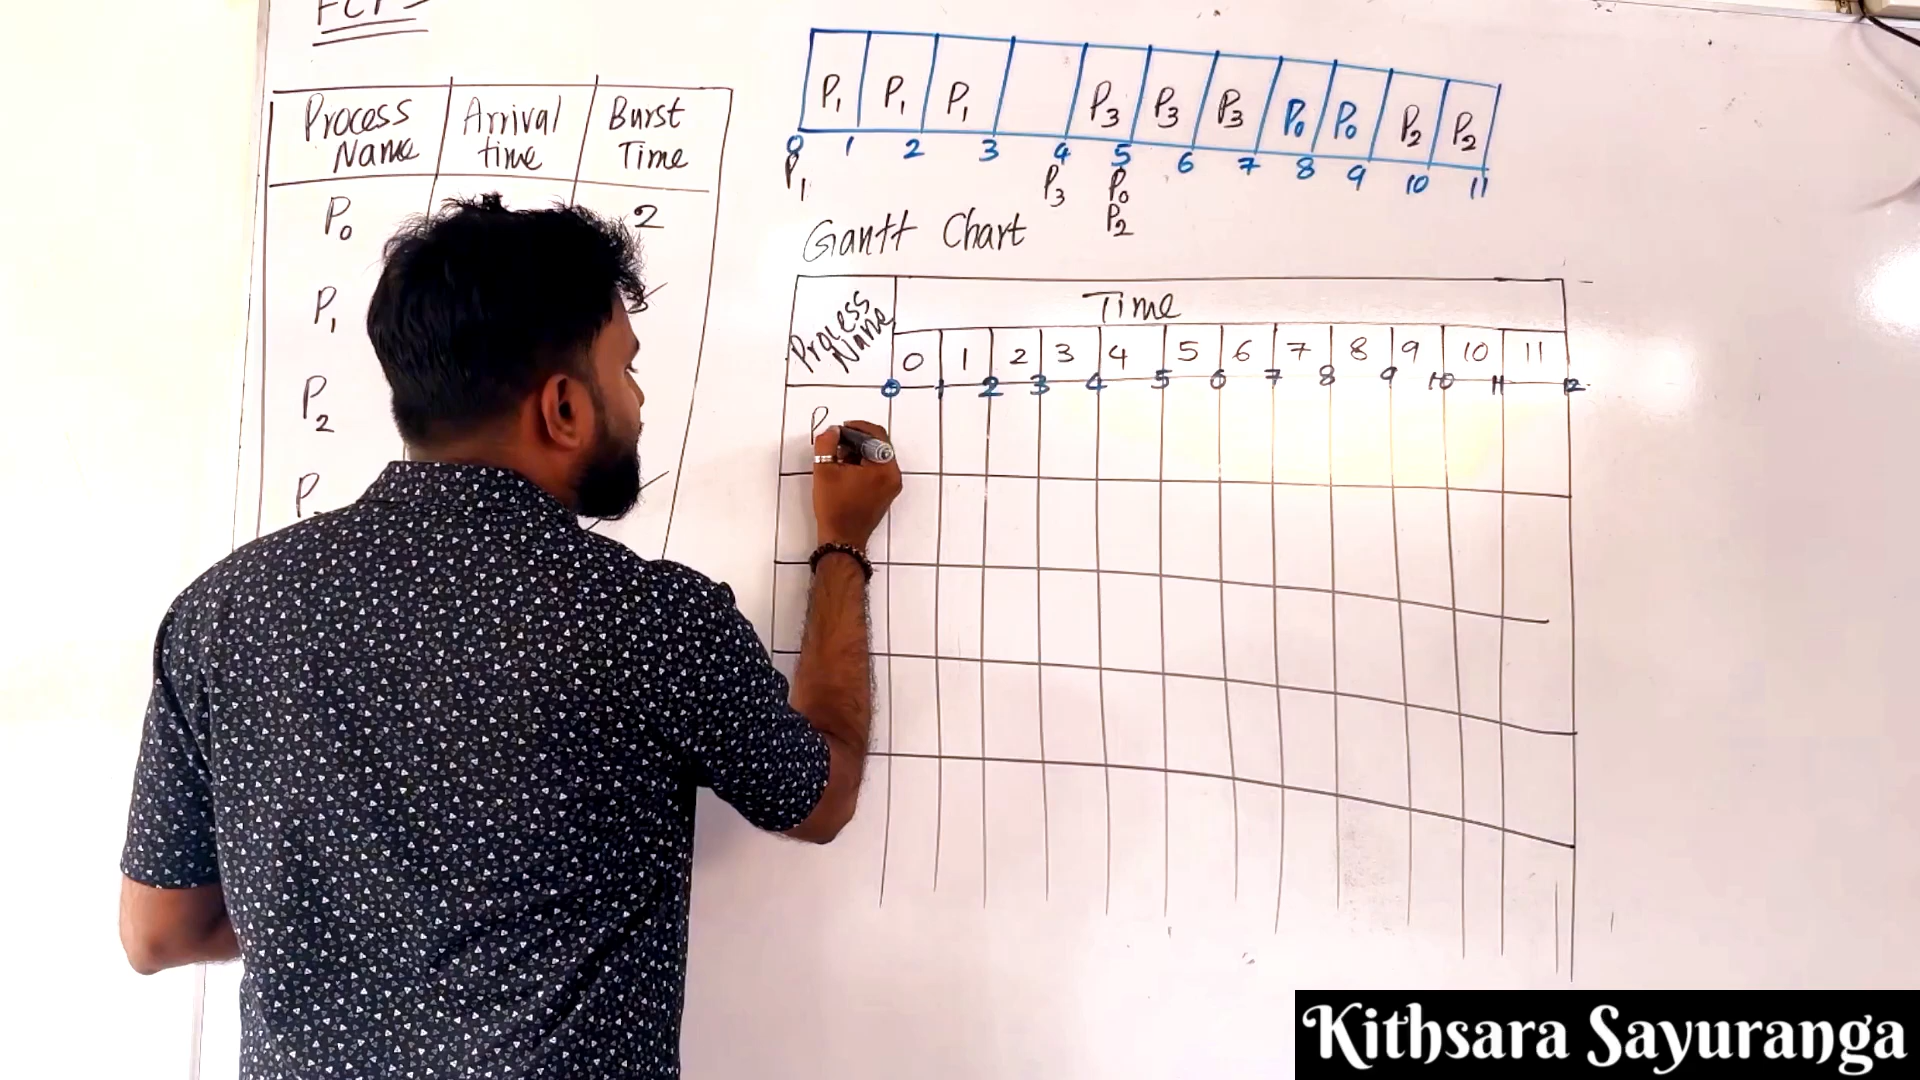 FCFS
Process Name Arrival time Burst Time
P0 2
P1 3
P2
P
P1 P1 P1 P3 P3 P3 P0 P0 P2 P2
0 1 2 3 4 5 6 7 8 9 10 11
P1 P3 P0
P2
Gantt Chart
Process Name Time
0 1 2 3 4 5 6 7 8 9 10 11
0 1 2 3 4 5 6 7 8 9 10 11 12
P
Kithsara Sayuranga